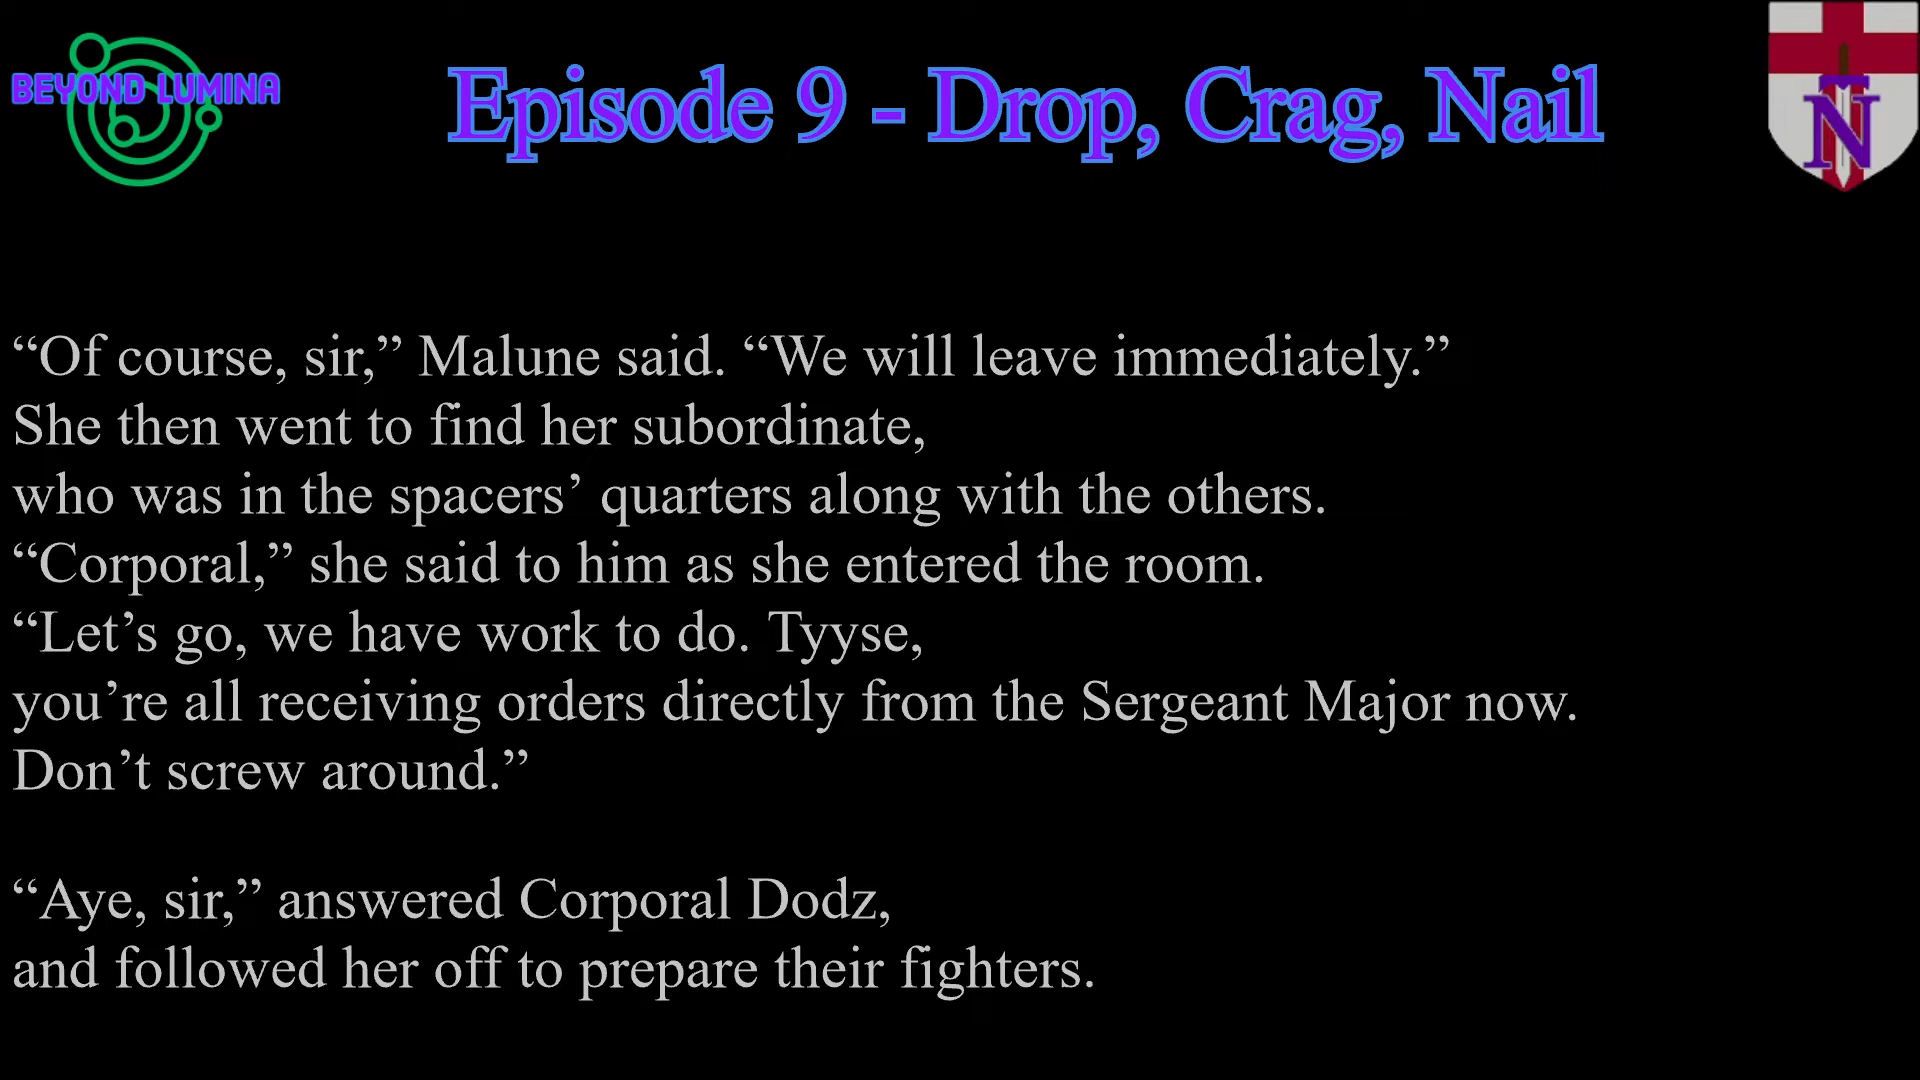 BEYOND LUMINA
Episode 9 - Drop, Crag, Nail
N
“Of course, sir,” Malune said. “We will leave immediately.”
She then went to find her subordinate,
who was in the spacers’ quarters along with the others.
“Corporal,” she said to him as she entered the room.
“Let’s go, we have work to do. Tyyse,
you’re all receiving orders directly from the Sergeant Major now.
Don’t screw around.”
“Aye, sir,” answered Corporal Dodz,
and followed her off to prepare their fighters.